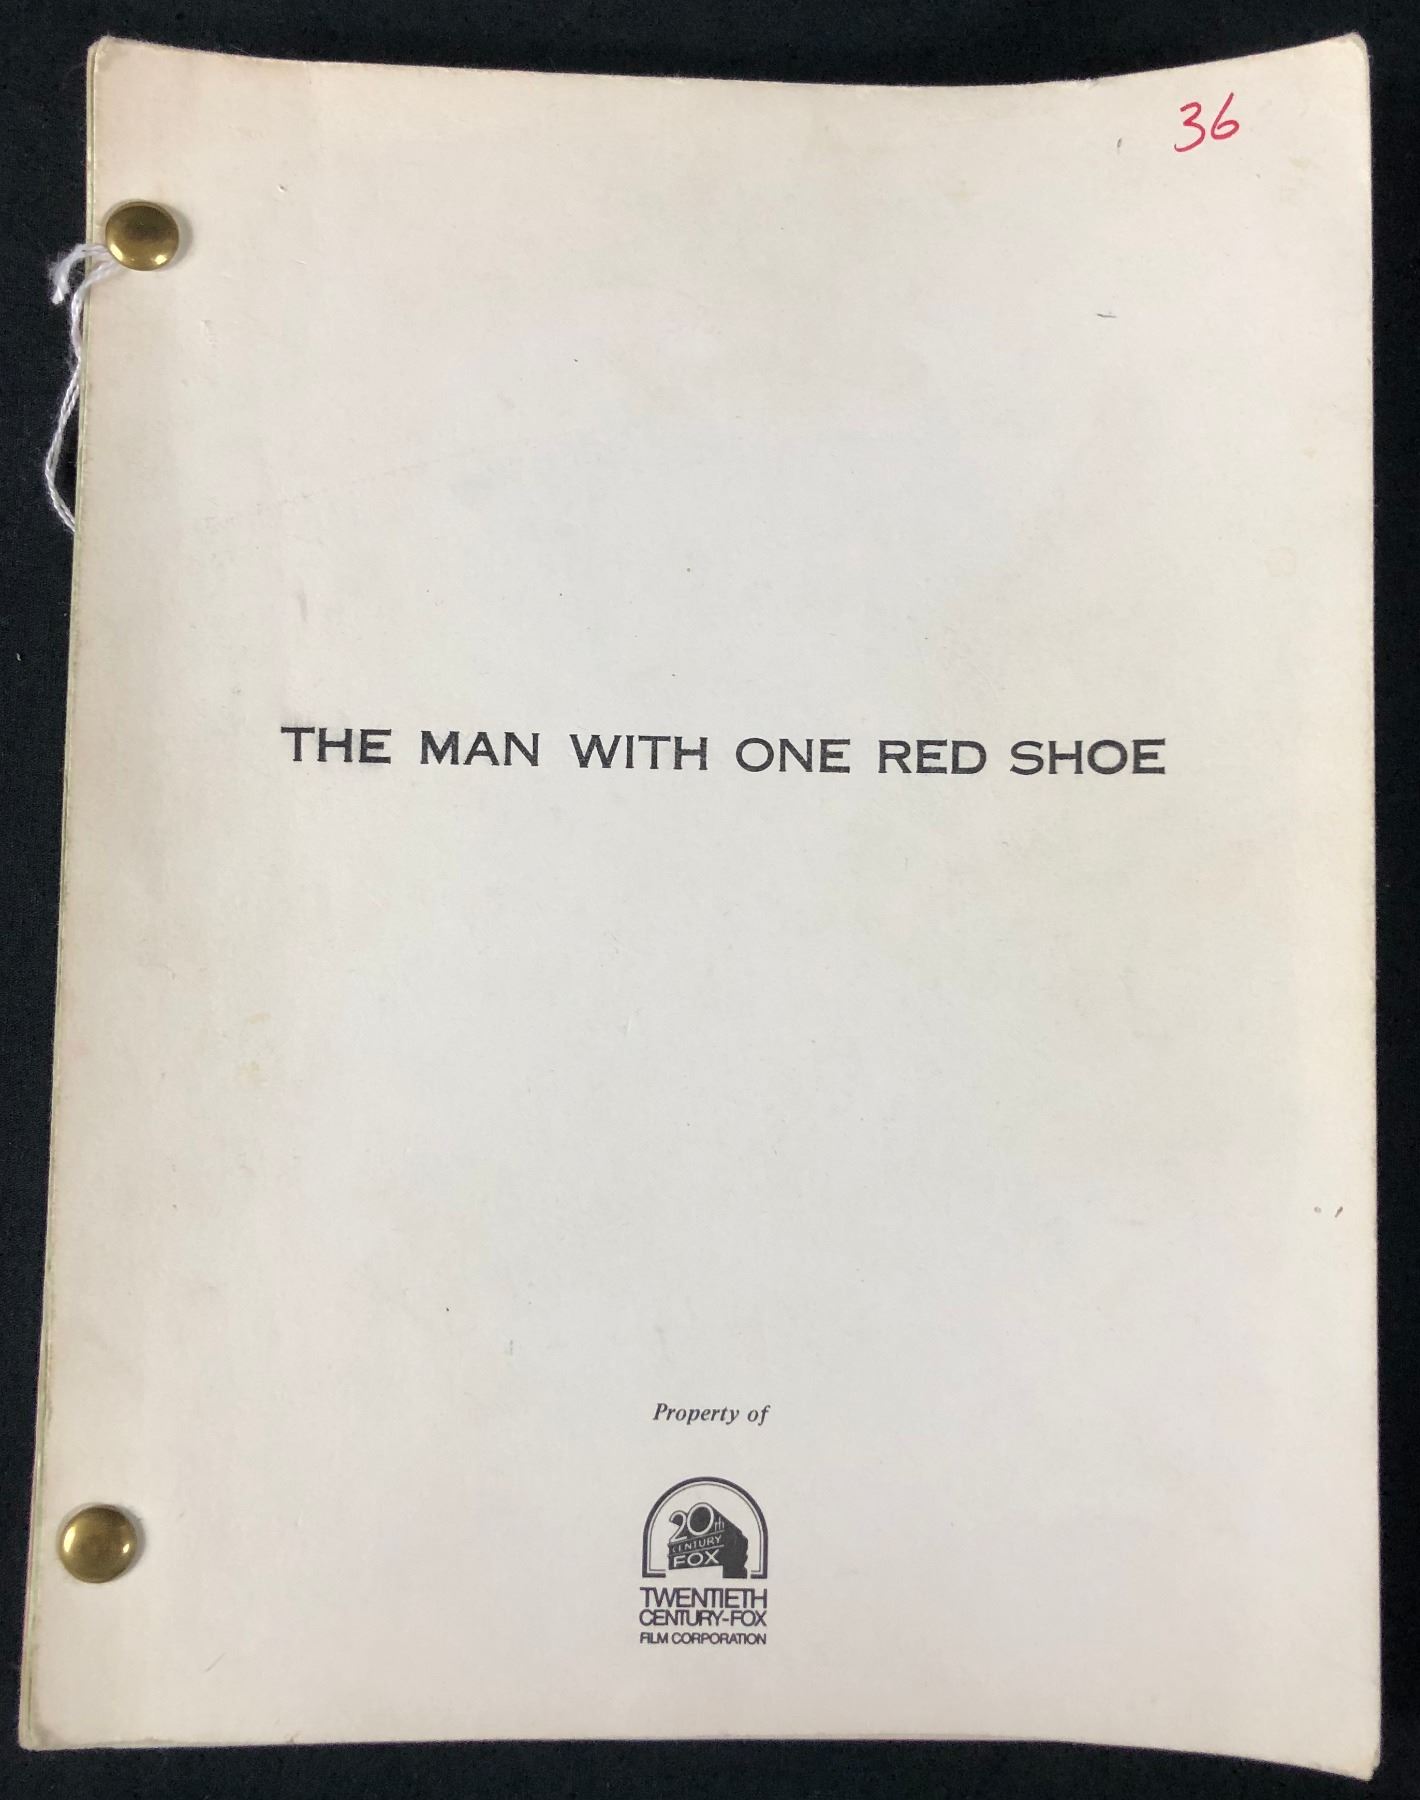 36
THE MAN WITH ONE RED SHOE
Property of
20th
CENTURY
FOX
TWENTIETH
CENTURY-FOX
FILM CORPORATION